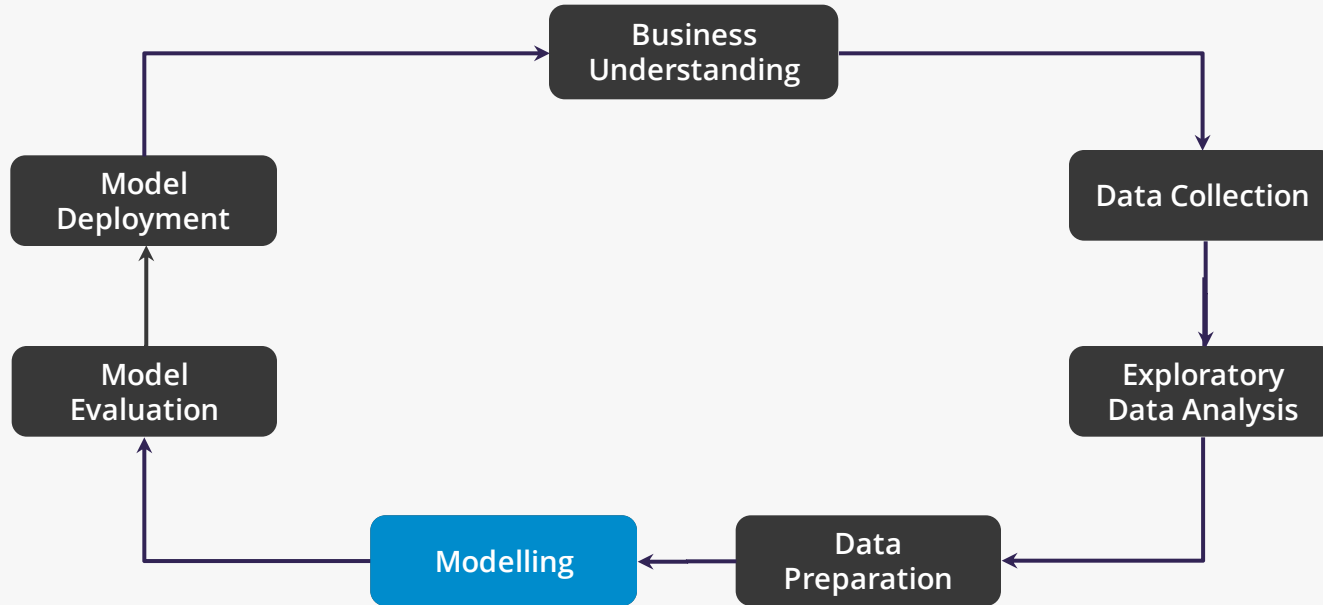 Business
Understanding
Data Collection
Exploratory
Data Analysis
Data
Preparation
Modelling
Model
Evaluation
Model
Deployment